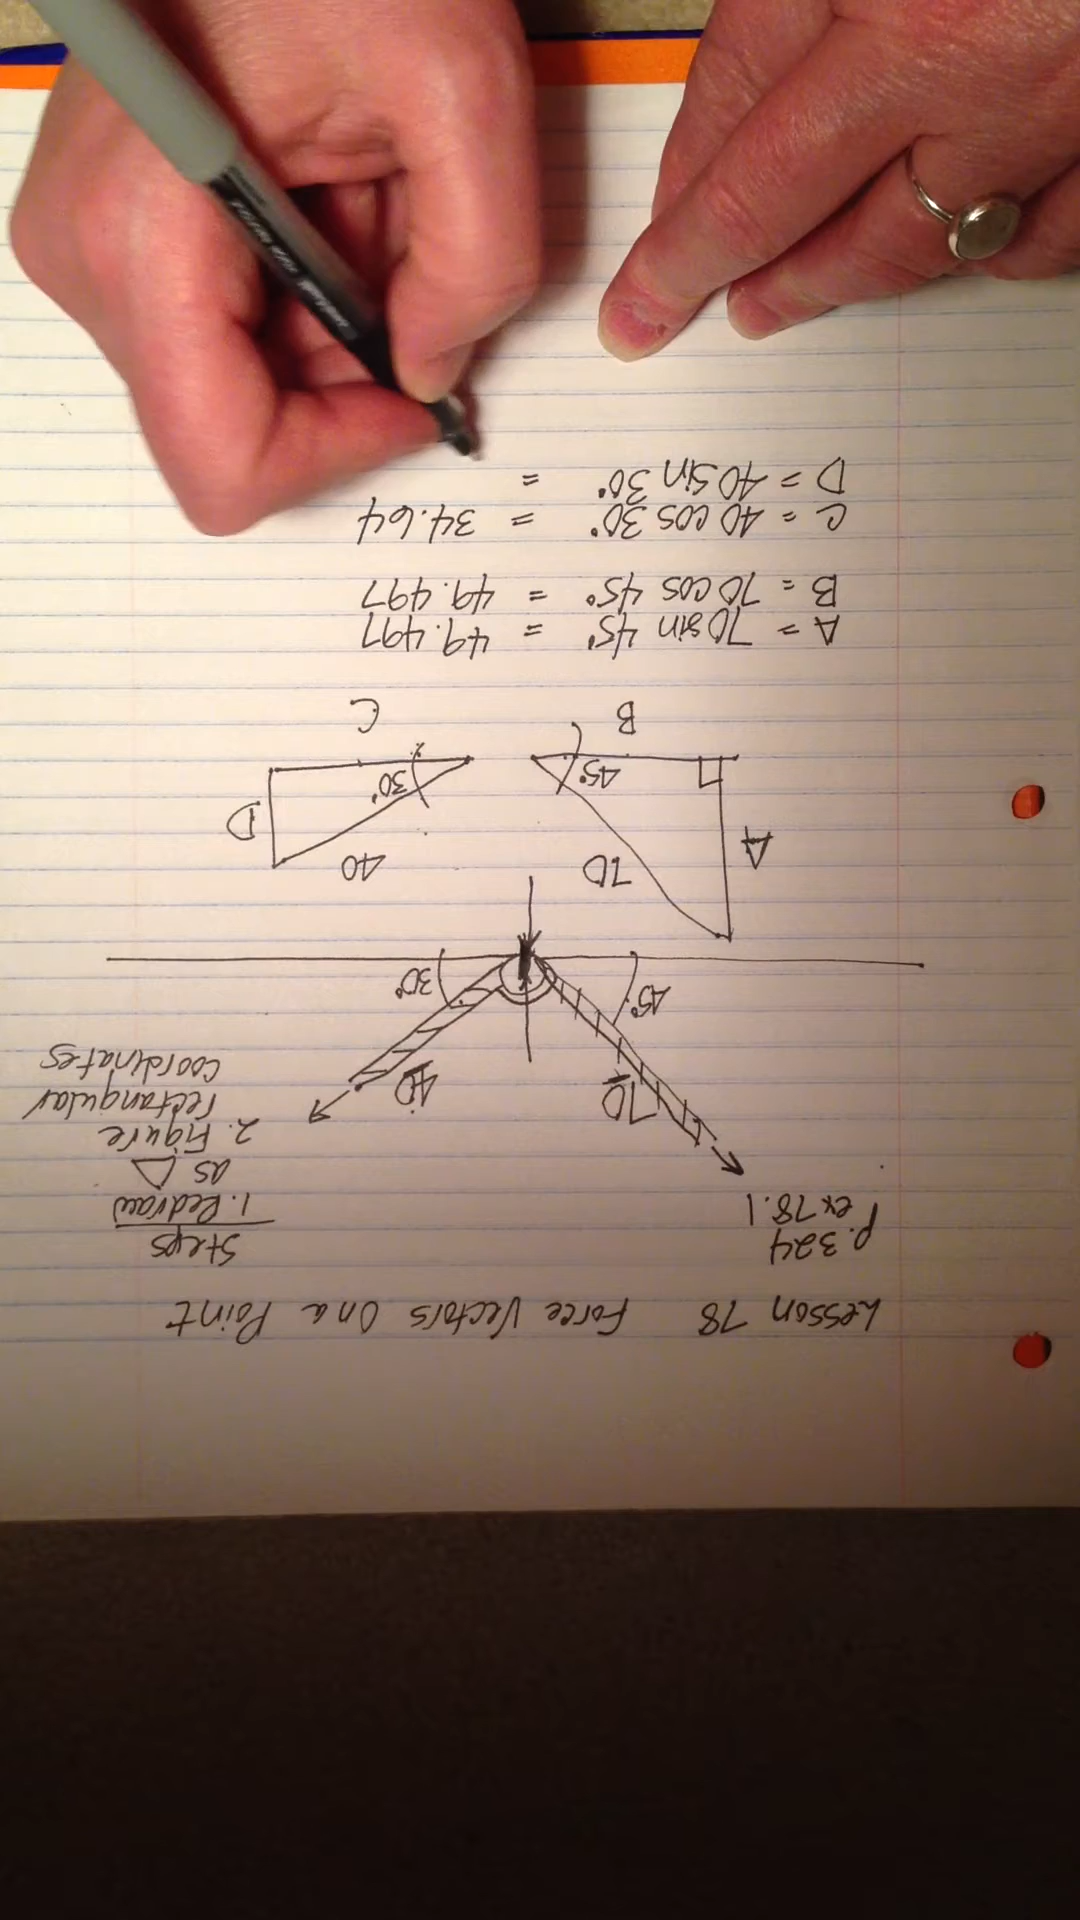 Lesson 78 Force Vectors On a Point
p. 324
ex 78.1
Steps
1. Redraw
as
2. Figure
rectangular
coordinates
70
40
45°
30°
A
70
45°
B
40
30°
D
C
A = 70 sin 45° = 49.497
B = 70 cos 45° = 49.497
C = 40 cos 30° = 34.64
D = 40 sin 30° =